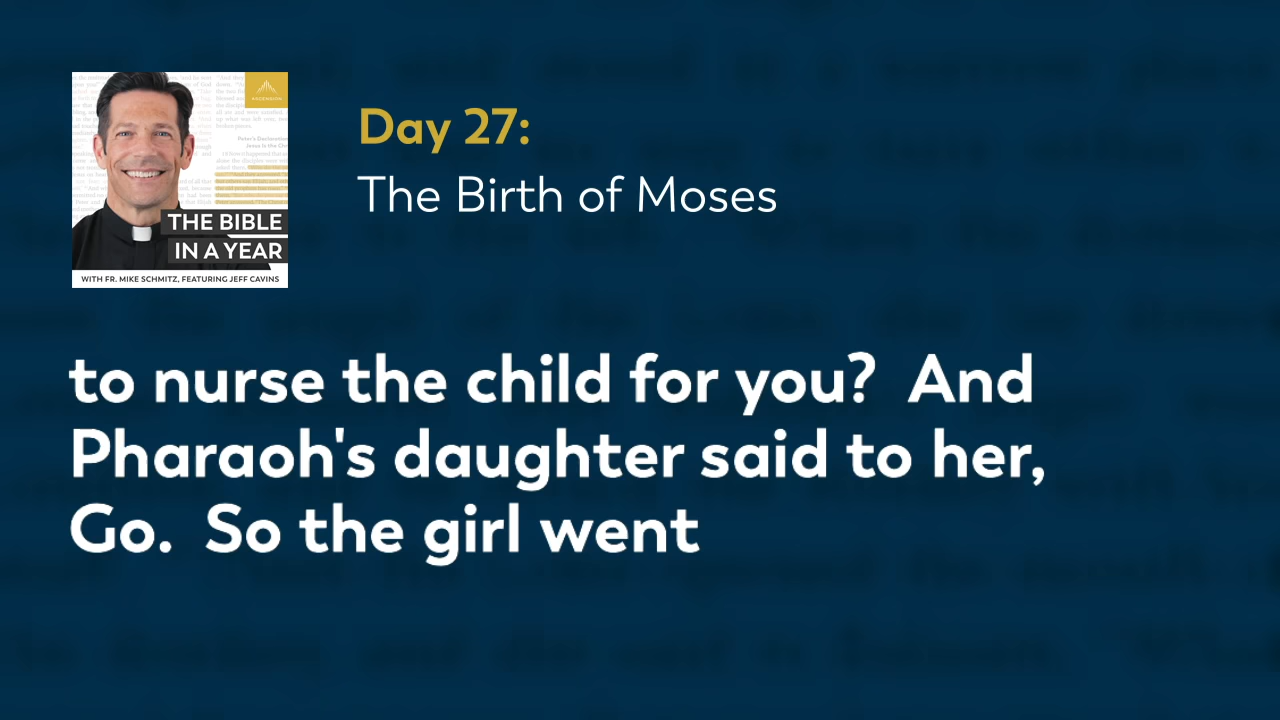 Day 27:
The Birth of Moses
THE BIBLE
IN A YEAR
WITH FR. MIKE SCHMITZ, FEATURING JEFF CAVINS
to nurse the child for you?  And
Pharaoh's daughter said to her,
Go.  So the girl went